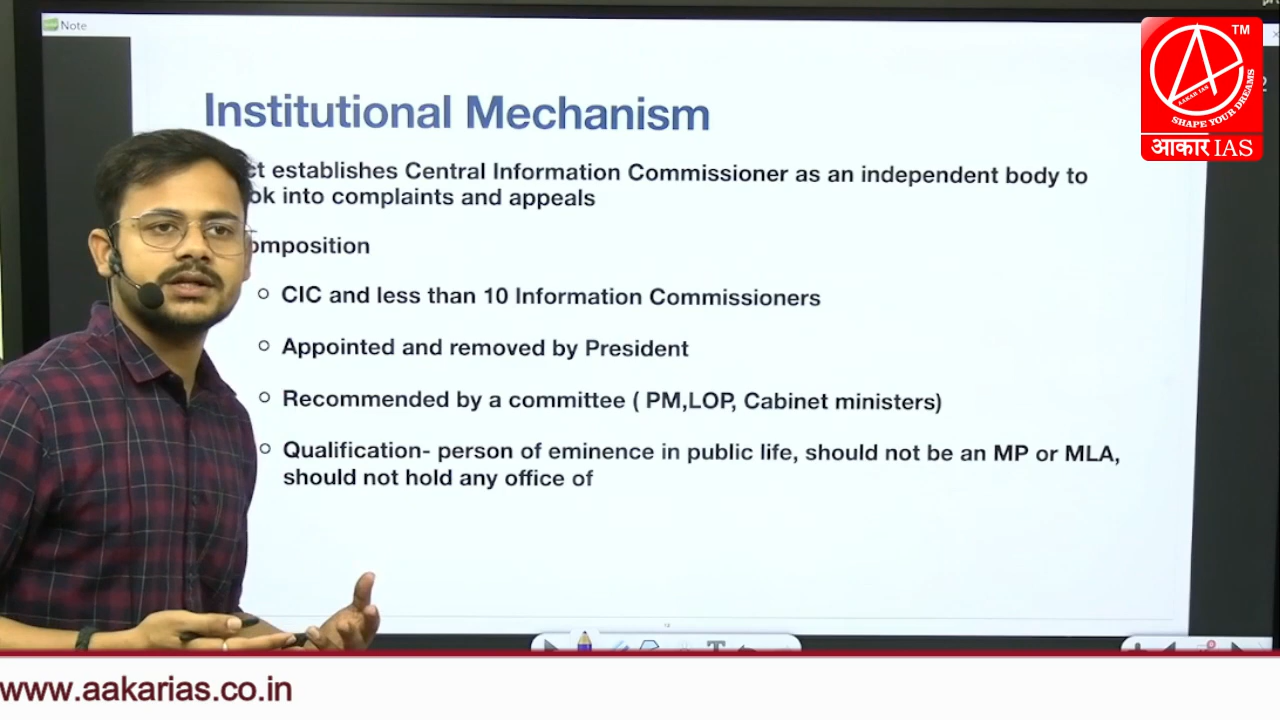 Note
TM
AAKAR IAS
SHAPE YOUR DREAMS
आकार IAS
Institutional Mechanism
ct establishes Central Information Commissioner as an independent body to
ok into complaints and appeals
omposition
CIC and less than 10 Information Commissioners
Appointed and removed by President
Recommended by a committee ( PM,LOP, Cabinet ministers)
Qualification- person of eminence in public life, should not be an MP or MLA,
should not hold any office of
www.aakarias.co.in